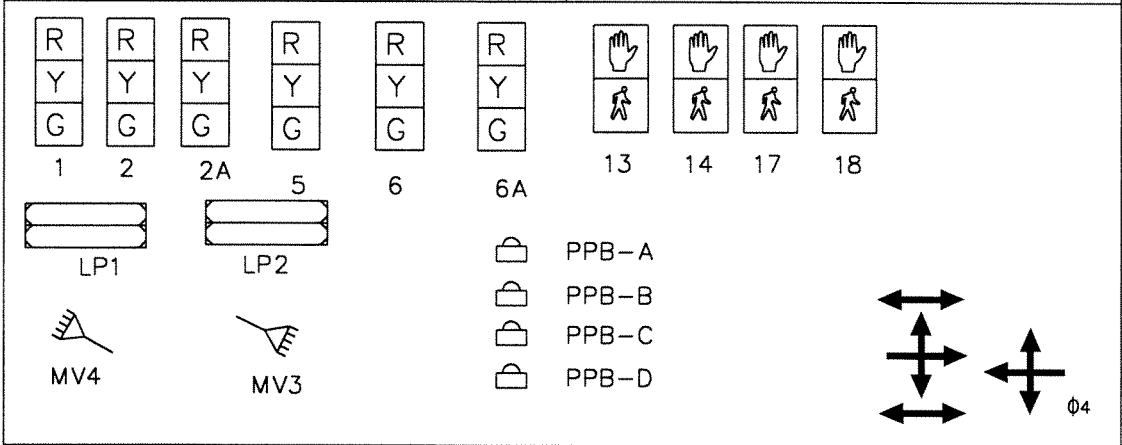 R R R R R R
Y Y Y Y Y Y
G G G G G G
1 2 2A 5 6 6A 13 14 17 18
LP1 LP2 PPB-A
PPB-B
PPB-C
MV4 MV3 PPB-D
Φ4